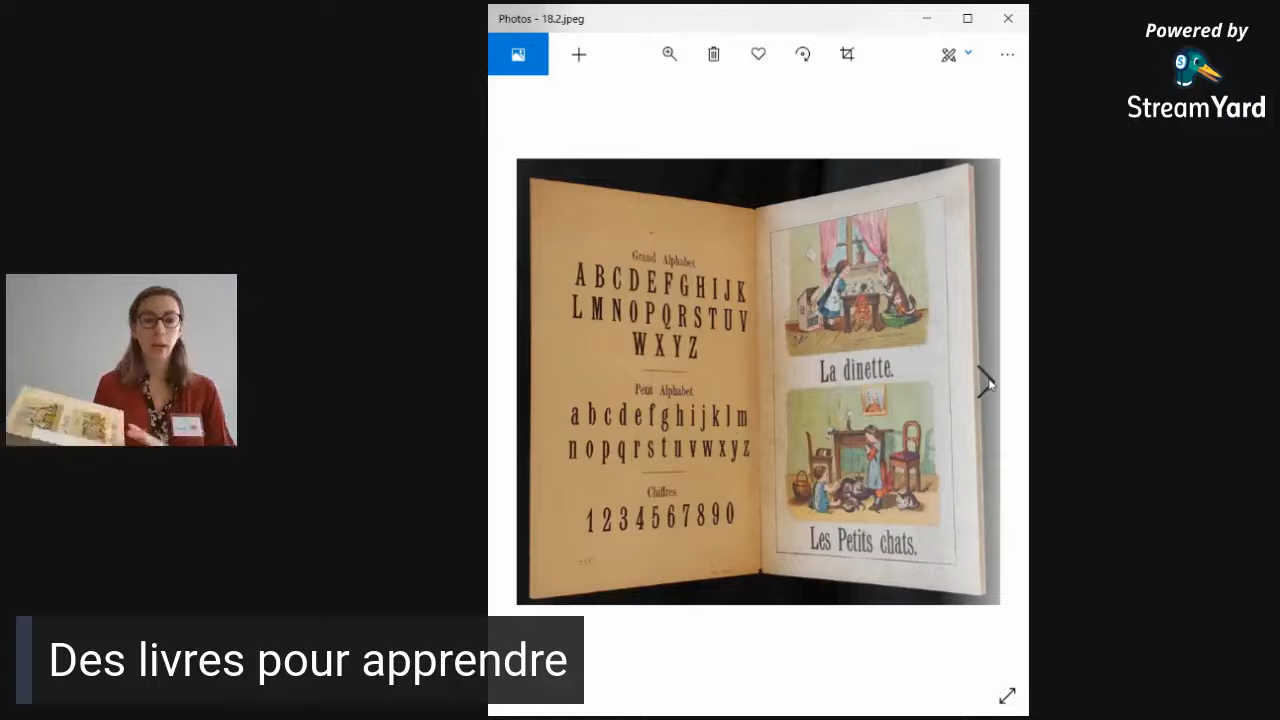 Photos - 18.2.jpeg
Powered by
StreamYard
Grand Alphabet.
A B C D E F G H I J K
L M N O P Q R S T U V
W X Y Z
Petit Alphabet.
a b c d e f g h i j k l m
n o p q r s t u v w x y z
Chiffres.
1 2 3 4 5 6 7 8 9 0
La dinette.
Les Petits chats.
Des livres pour apprendre